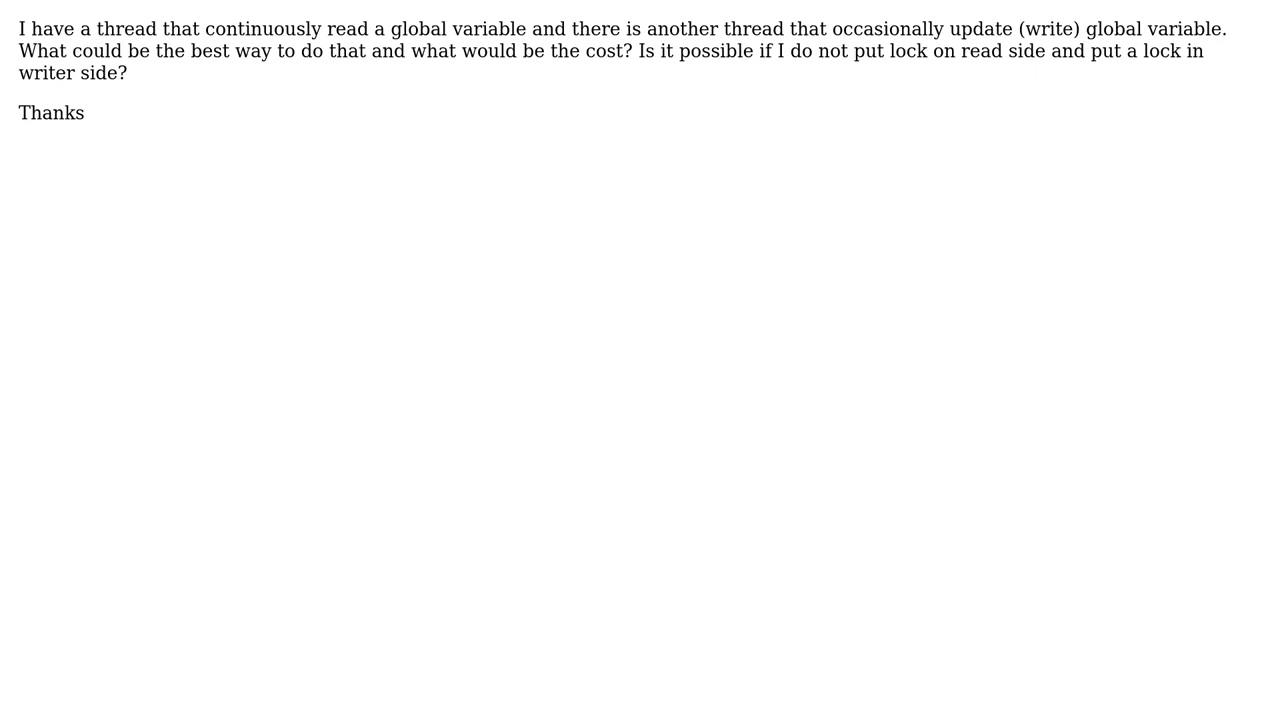 I have a thread that continuously read a global variable and there is another thread that occasionally update (write) global variable.
What could be the best way to do that and what would be the cost? Is it possible if I do not put lock on read side and put a lock in
writer side?
Thanks